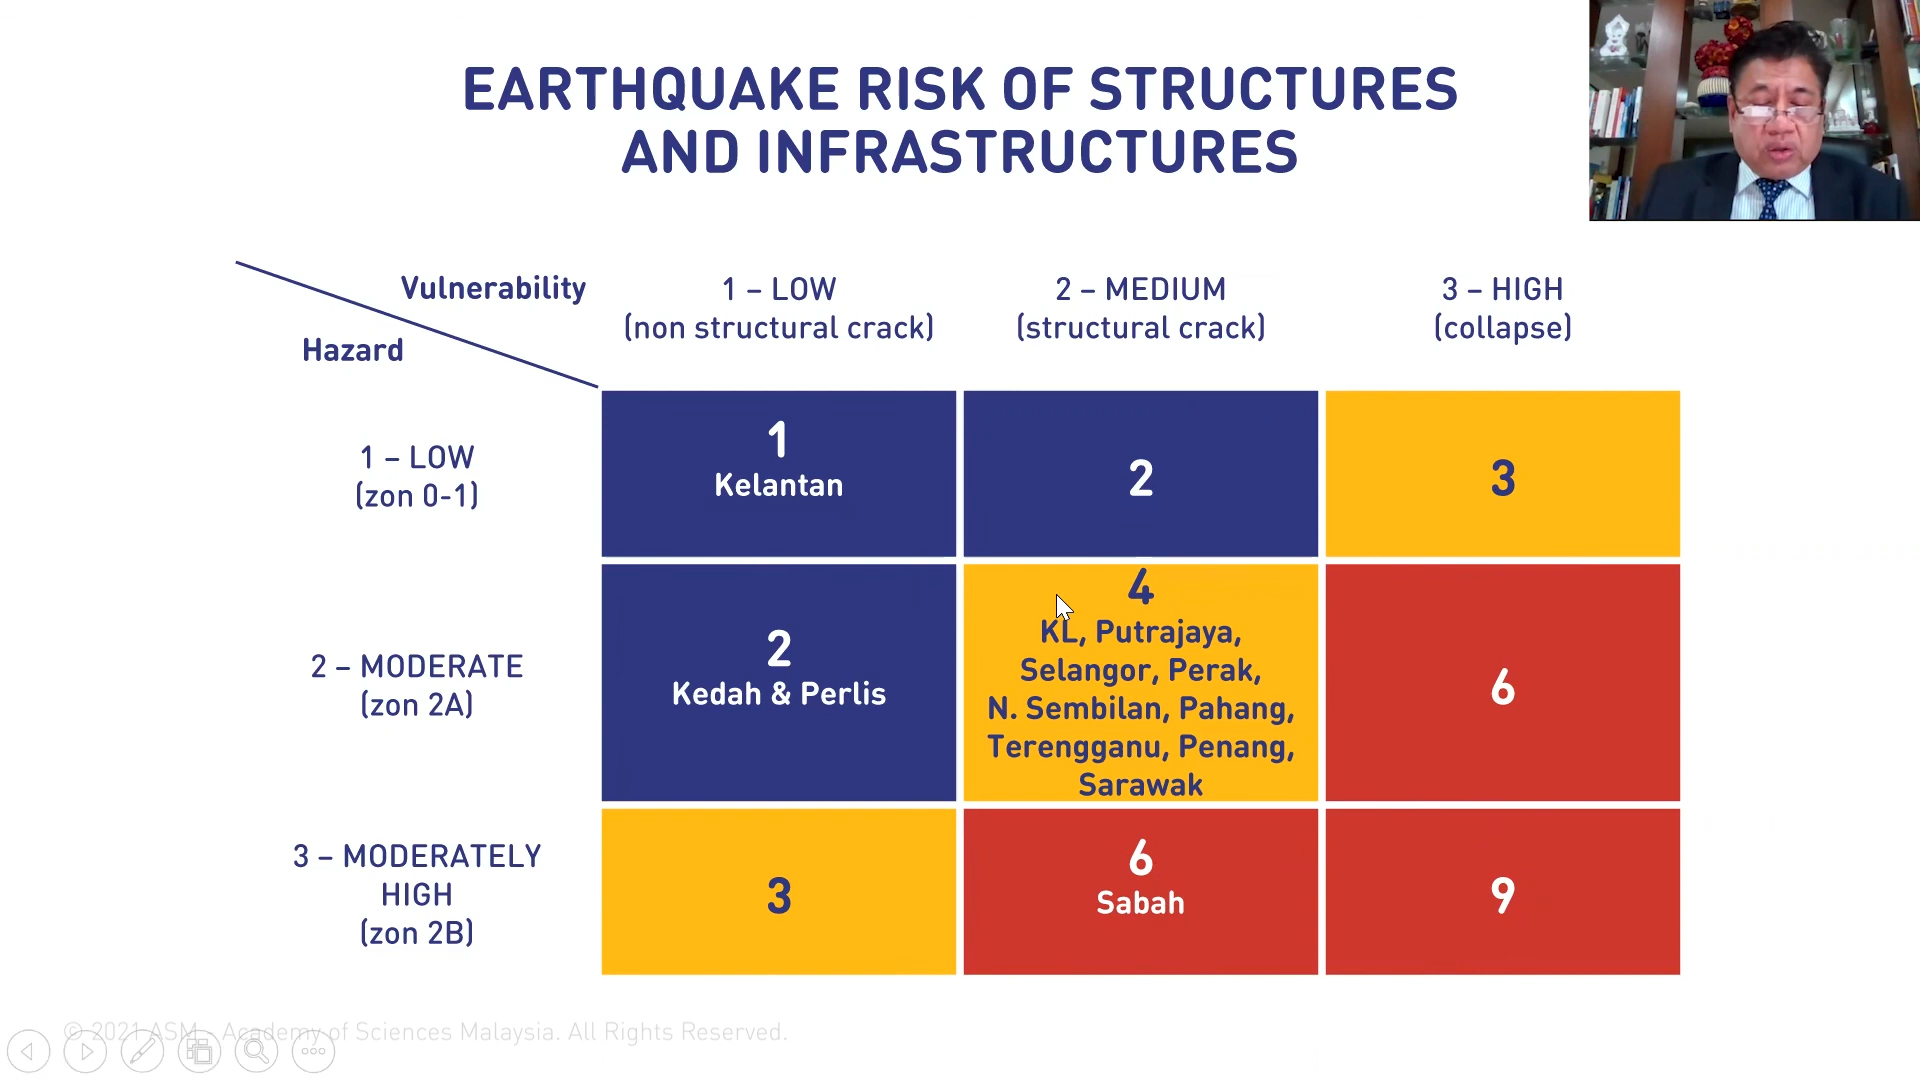 EARTHQUAKE RISK OF STRUCTURES
AND INFRASTRUCTURES
Vulnerability
Hazard
1 – LOW
(non structural crack)
2 – MEDIUM
(structural crack)
3 – HIGH
(collapse)
1 – LOW
(zon 0-1)
1
Kelantan
2
3
2 – MODERATE
(zon 2A)
2
Kedah & Perlis
4
KL, Putrajaya,
Selangor, Perak,
N. Sembilan, Pahang,
Terengganu, Penang,
Sarawak
6
3 – MODERATELY
HIGH
(zon 2B)
3
6
Sabah
9
© 2021 ASM - Academy of Sciences Malaysia. All Rights Reserved.